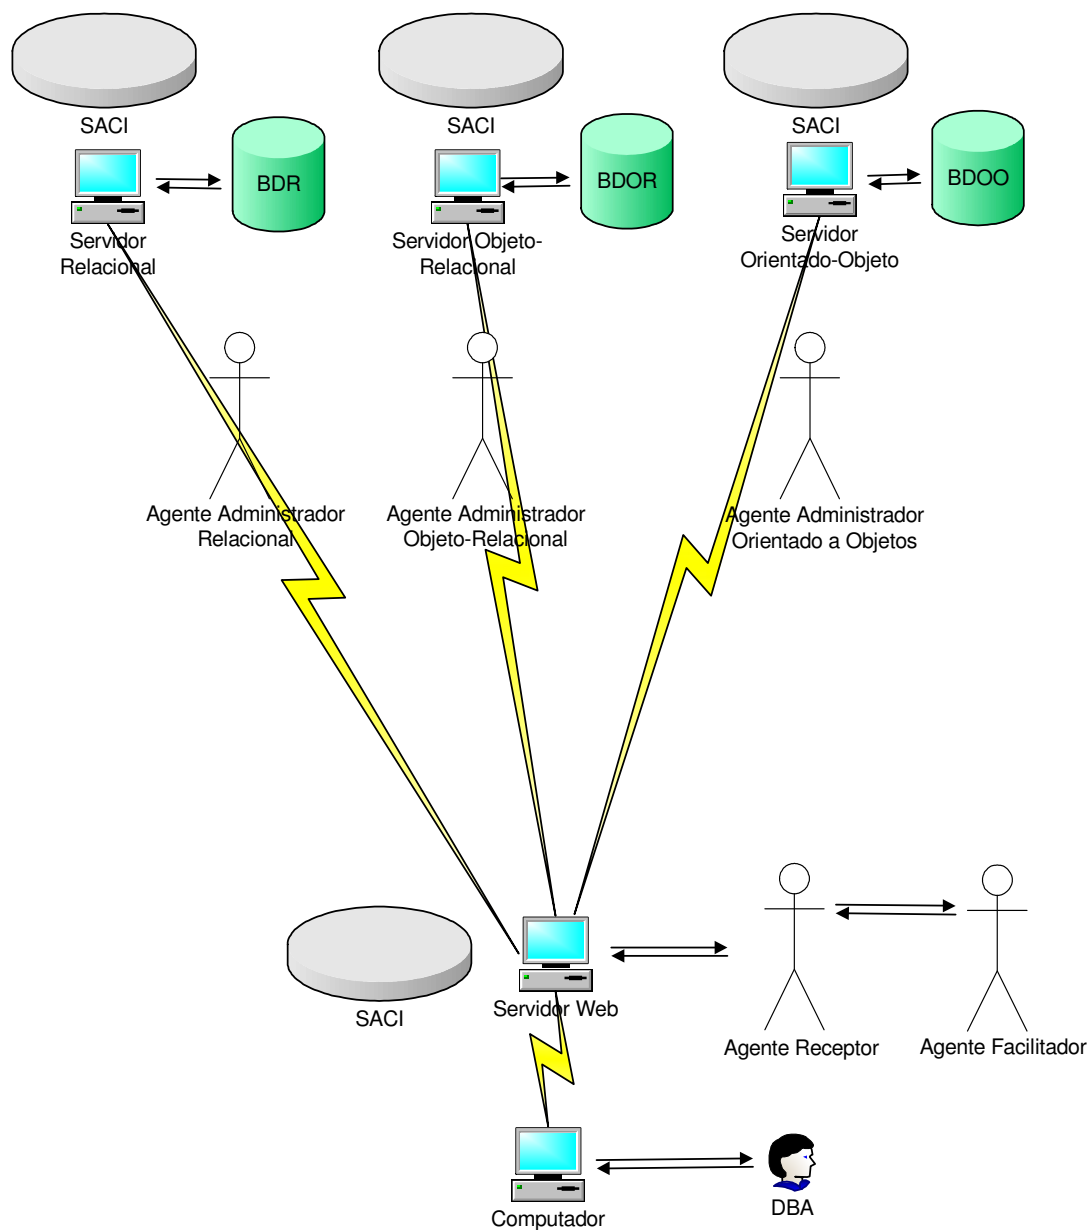 SACI
SACI
SACI
BDR
BDOR
BDOO
Servidor
Relacional
Servidor Objeto-
Relacional
Servidor
Orientado-Objeto
Agente Administrador
Relacional
Agente Administrador
Objeto-Relacional
Agente Administrador
Orientado a Objetos
SACI
Servidor Web
Agente Receptor
Agente Facilitador
Computador
DBA